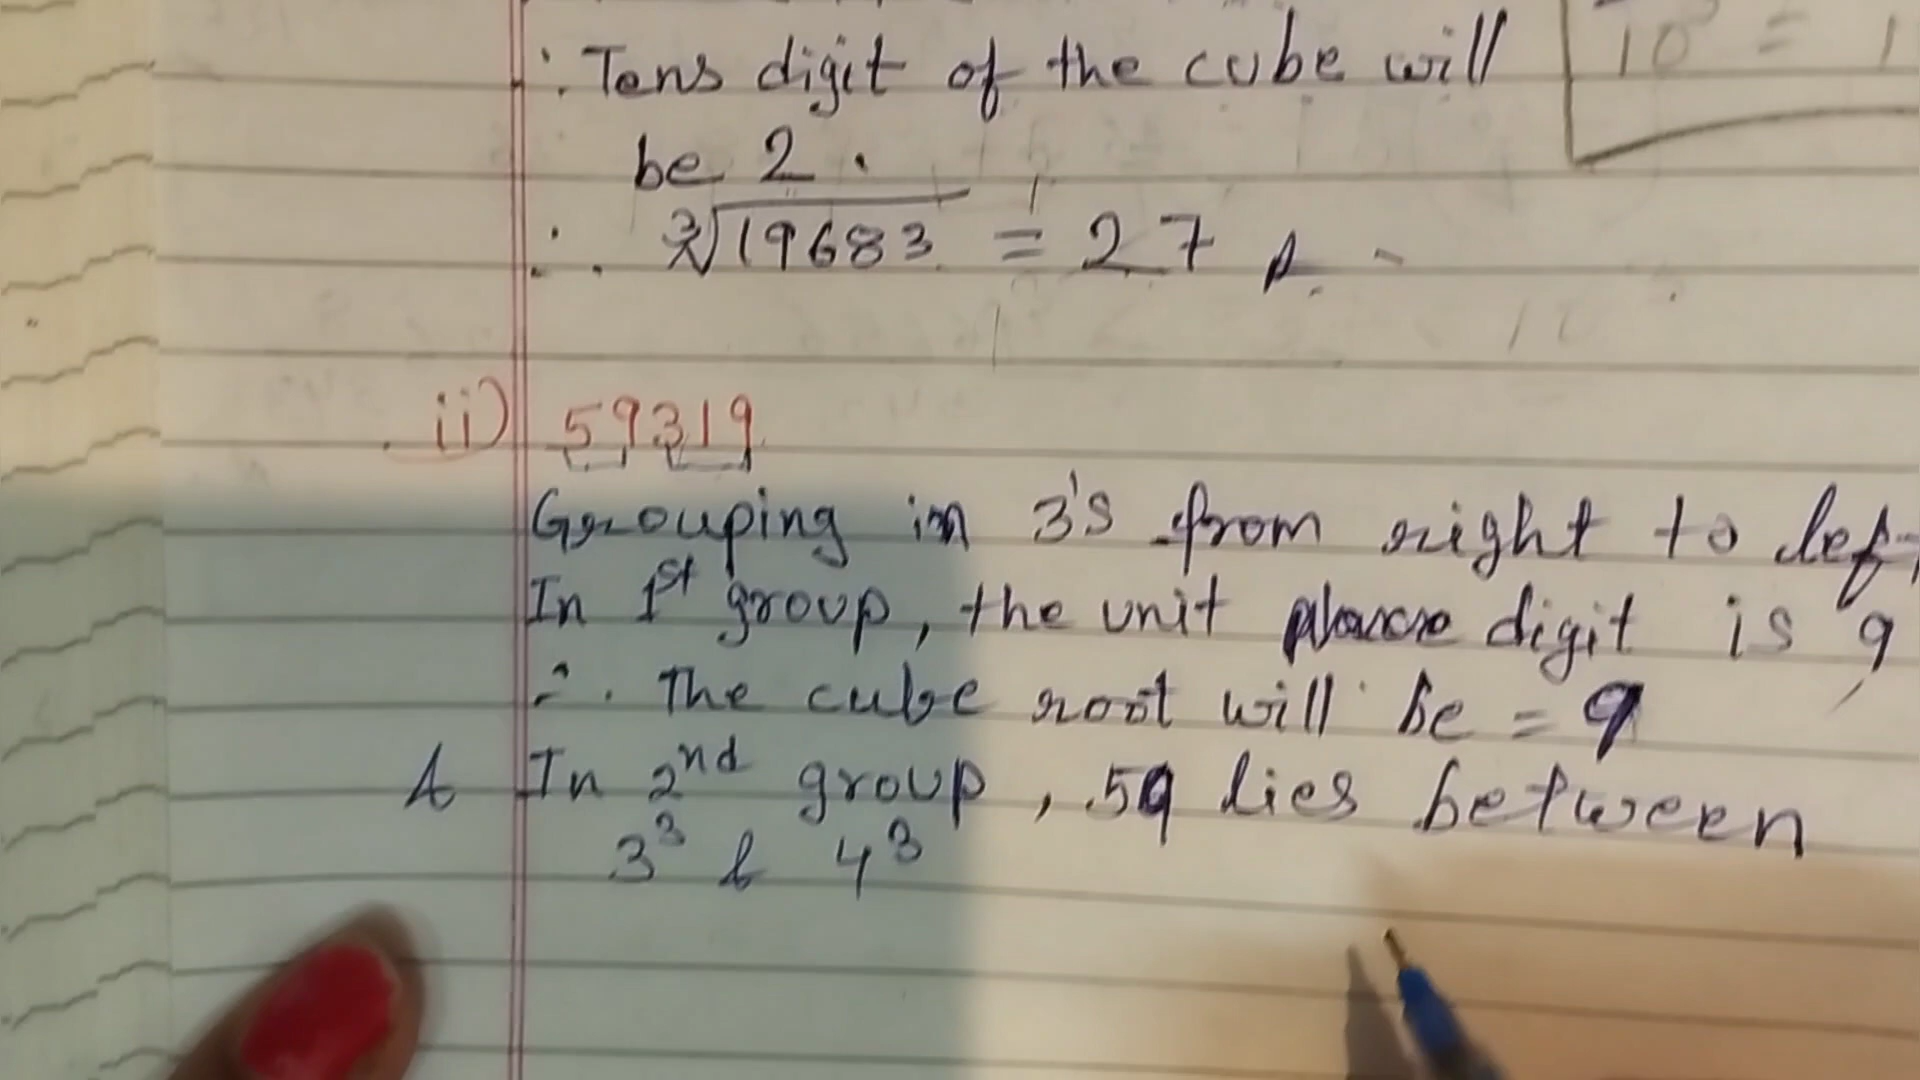 ∴ Tens digit of the cube will
be 2.
∴ ∛19683 = 27
10³ = 1
ii) 59319
Grouping in 3's from right to left
In 1st group, the unit place digit is 9
∴ The cube root will be = 9
In 2nd group, 59 lies between
3³ & 4³